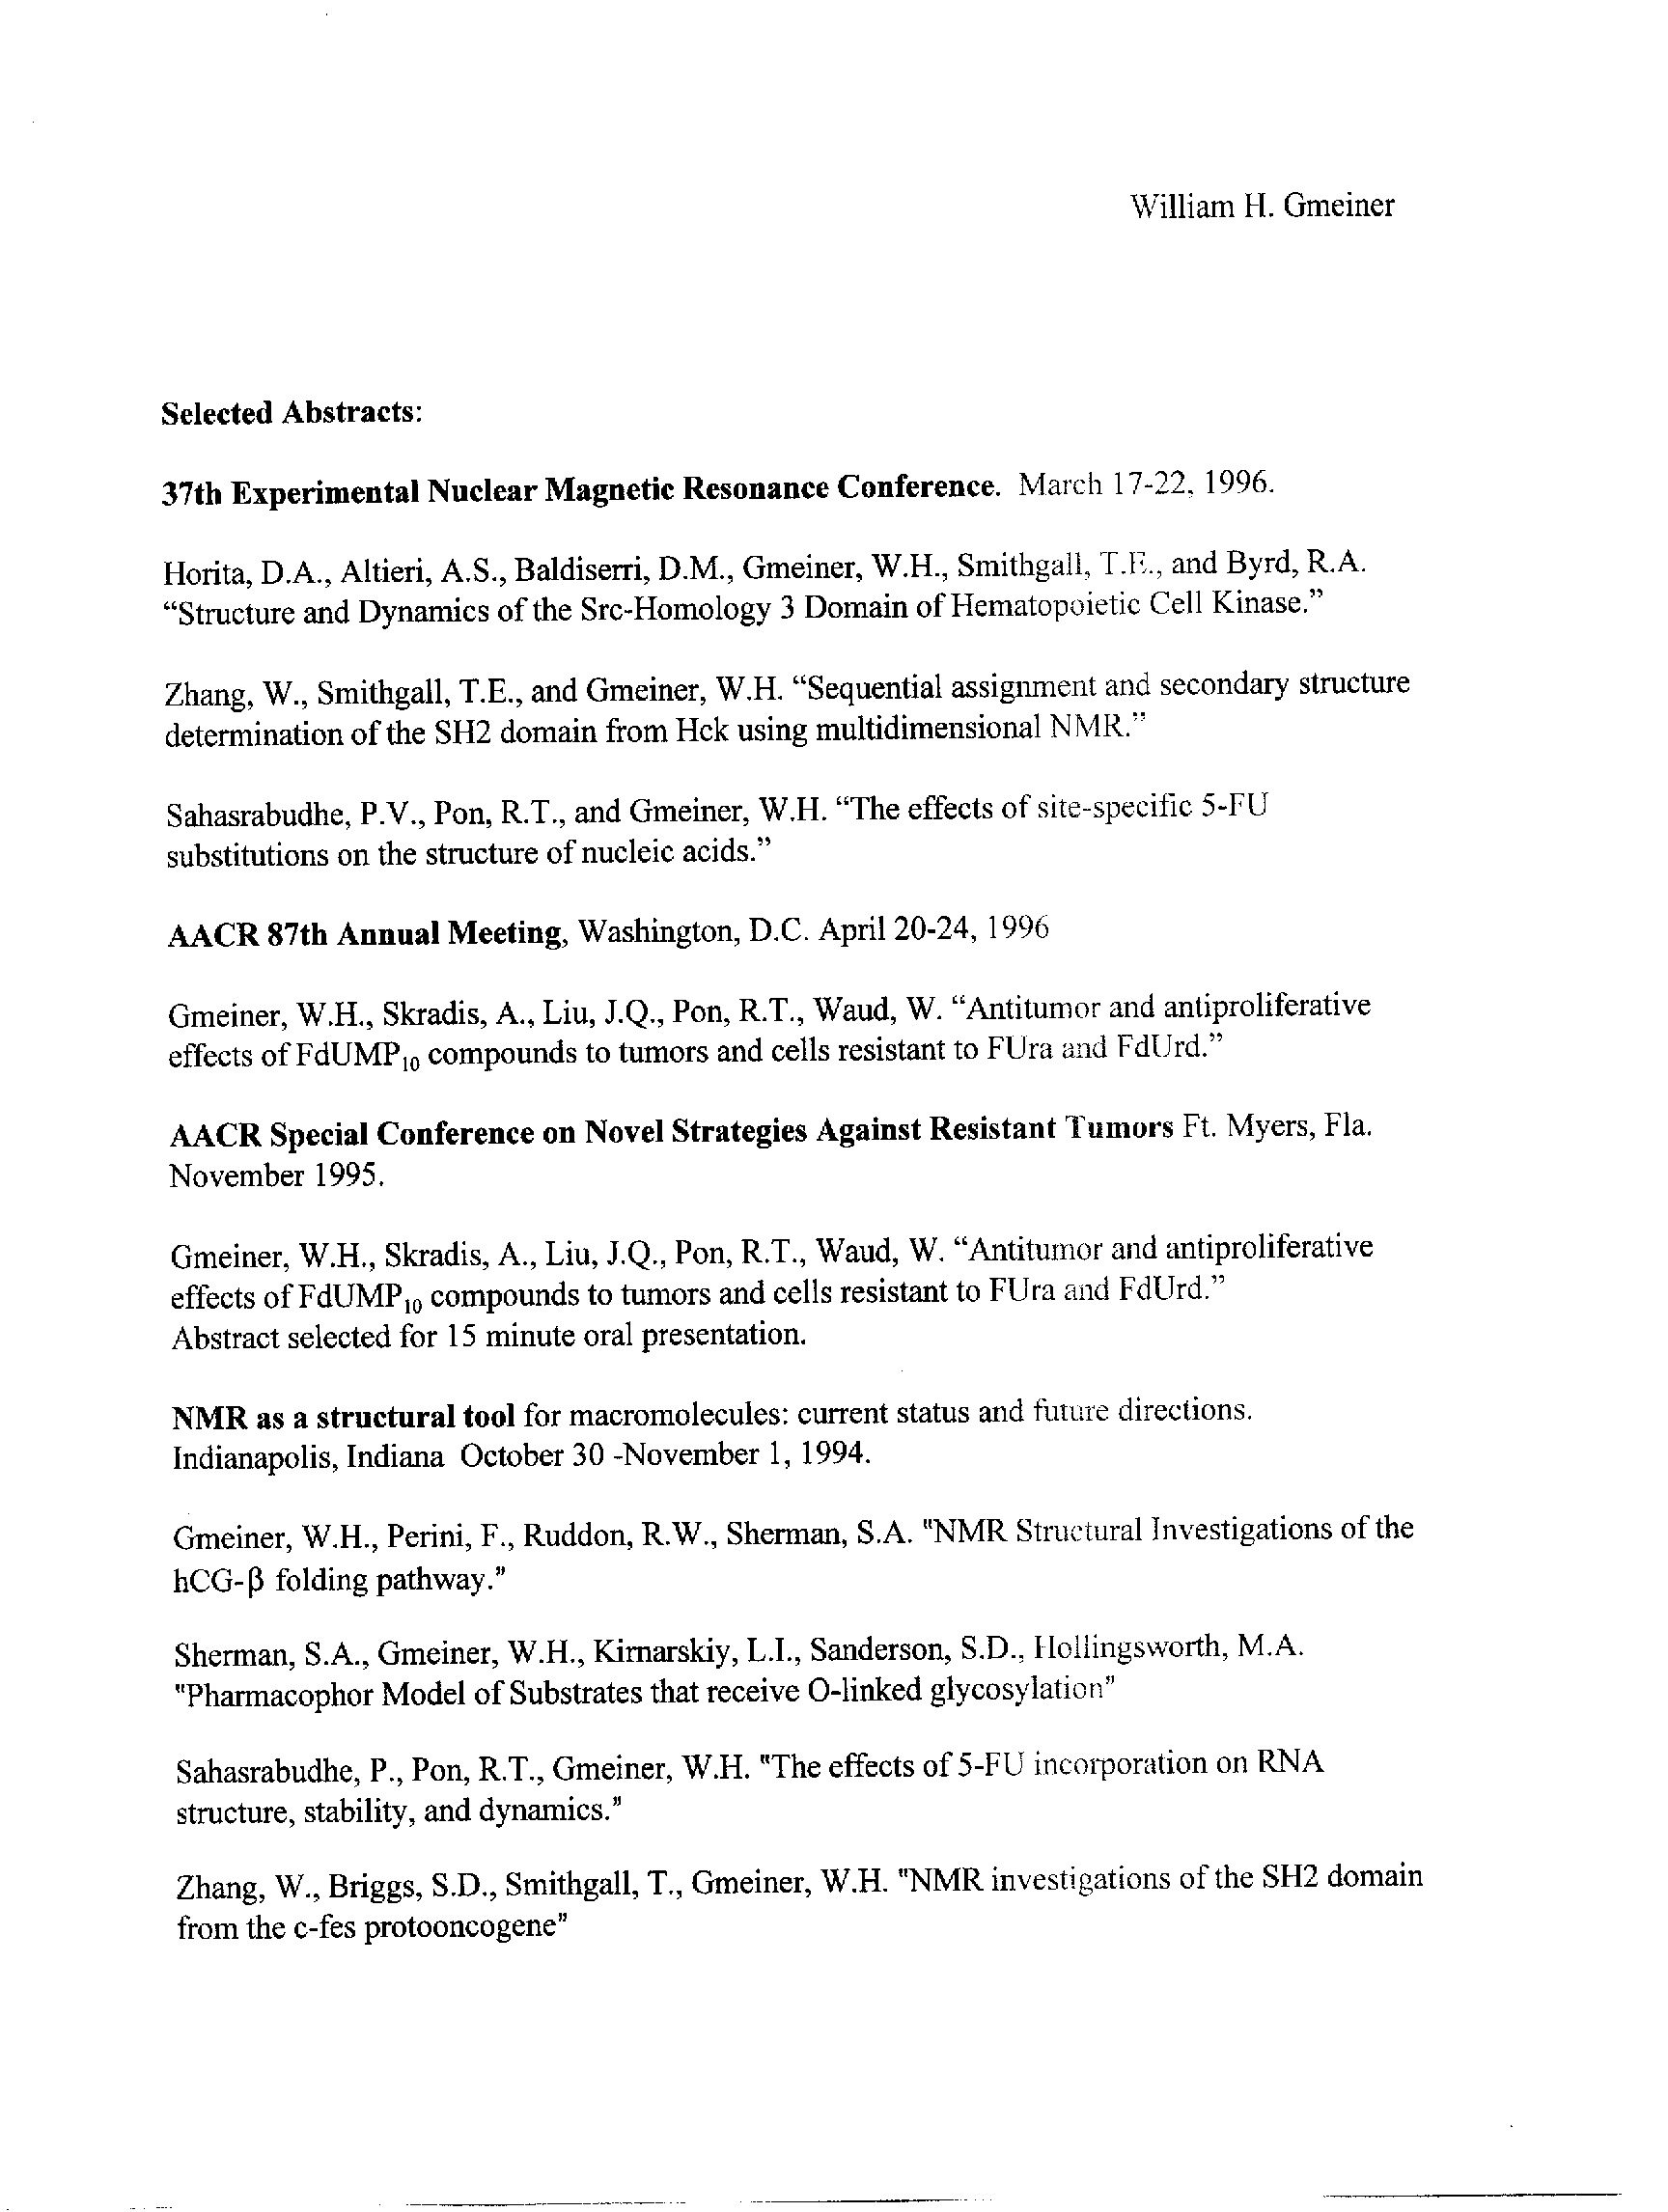 William H. Gmeiner
Selected Abstracts:
37th Experimental Nuclear Magnetic Resonance Conference. March 17-22, 1996.
Horita, D.A., Altieri, A.S., Baldiserri, D.M., Gmeiner, W.H., Smithgall, T.E., and Byrd, R.A.
“Structure and Dynamics of the Src-Homology 3 Domain of Hematopoietic Cell Kinase.”
Zhang, W., Smithgall, T.E., and Gmeiner, W.H. “Sequential assignment and secondary structure
determination of the SH2 domain from Hck using multidimensional NMR.”
Sahasrabudhe, P.V., Pon, R.T., and Gmeiner, W.H. “The effects of site-specific 5-FU
substitutions on the structure of nucleic acids.”
AACR 87th Annual Meeting, Washington, D.C. April 20-24, 1996
Gmeiner, W.H., Skradis, A., Liu, J.Q., Pon, R.T., Waud, W. “Antitumor and antiproliferative
effects of FdUMP₁₀ compounds to tumors and cells resistant to FUra and FdUrd.”
AACR Special Conference on Novel Strategies Against Resistant Tumors Ft. Myers, Fla.
November 1995.
Gmeiner, W.H., Skradis, A., Liu, J.Q., Pon, R.T., Waud, W. “Antitumor and antiproliferative
effects of FdUMP₁₀ compounds to tumors and cells resistant to FUra and FdUrd.”
Abstract selected for 15 minute oral presentation.
NMR as a structural tool for macromolecules: current status and future directions.
Indianapolis, Indiana October 30 -November 1, 1994.
Gmeiner, W.H., Perini, F., Ruddon, R.W., Sherman, S.A. "NMR Structural Investigations of the
hCG-β folding pathway."
Sherman, S.A., Gmeiner, W.H., Kirnarskiy, L.I., Sanderson, S.D., Hollingsworth, M.A.
"Pharmacophor Model of Substrates that receive O-linked glycosylation"
Sahasrabudhe, P., Pon, R.T., Gmeiner, W.H. "The effects of 5-FU incorporation on RNA
structure, stability, and dynamics."
Zhang, W., Briggs, S.D., Smithgall, T., Gmeiner, W.H. "NMR investigations of the SH2 domain
from the c-fes protooncogene"